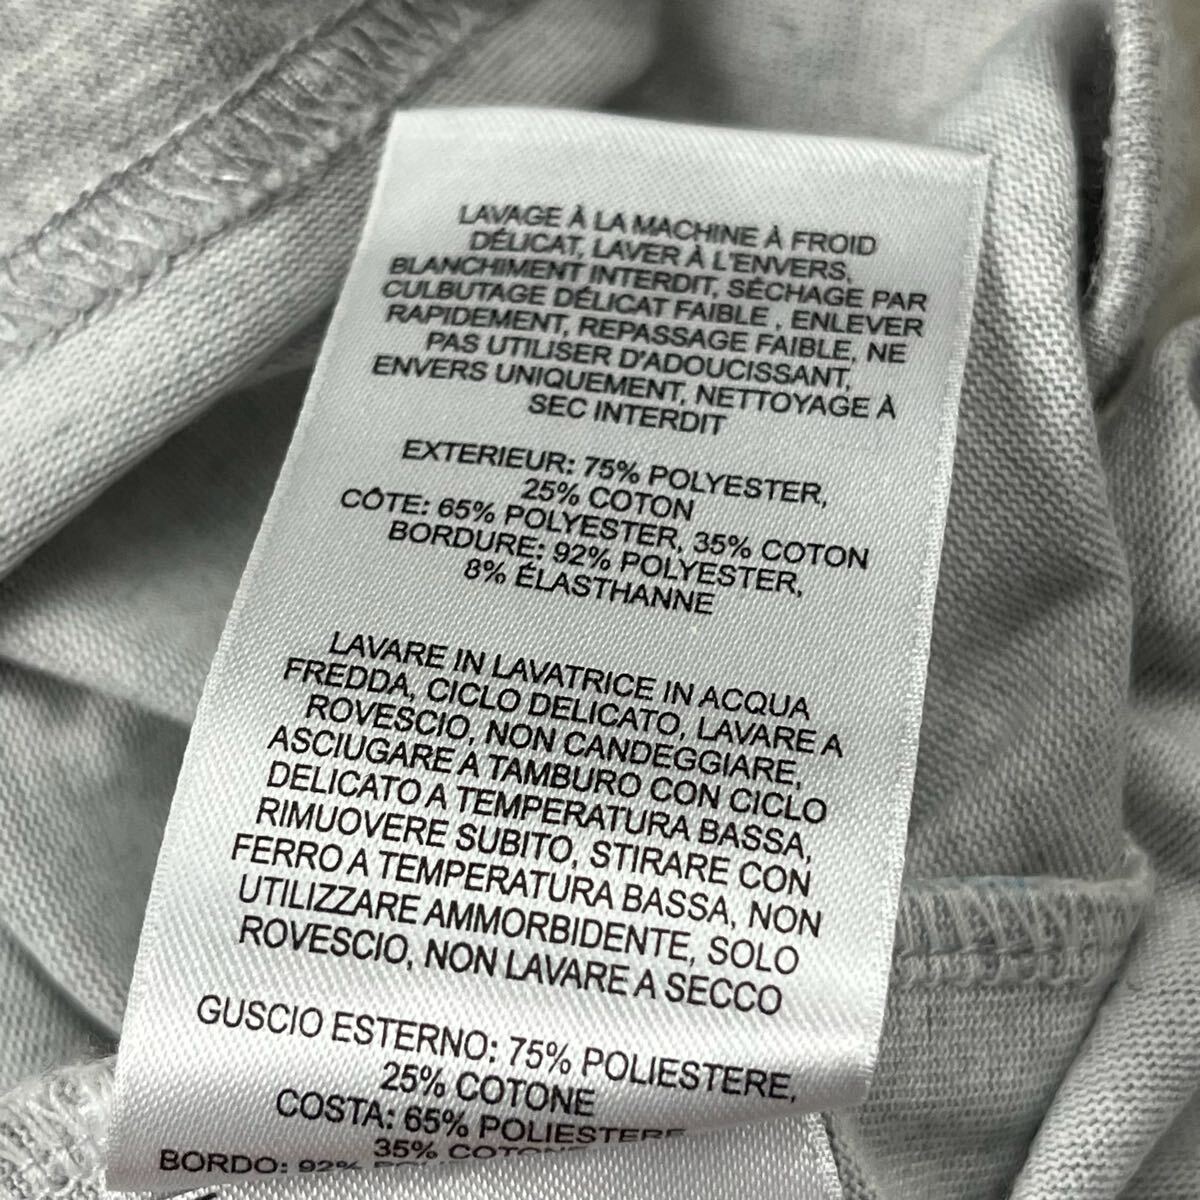 LAVAGE À LA MACHINE À FROID
DÉLICAT, LAVER À L'ENVERS,
BLANCHIMENT INTERDIT, SÉCHAGE PAR
CULBUTAGE DÉLICAT FAIBLE , ENLEVER
RAPIDEMENT, REPASSAGE FAIBLE, NE
PAS UTILISER D'ADOUCISSANT,
ENVERS UNIQUEMENT, NETTOYAGE À
SEC INTERDIT
EXTERIEUR: 75% POLYESTER,
25% COTON
CÔTE: 65% POLYESTER, 35% COTON
BORDURE: 92% POLYESTER,
8% ÉLASTHANNE
LAVARE IN LAVATRICE IN ACQUA
FREDDA, CICLO DELICATO, LAVARE A
ROVESCIO, NON CANDEGGIARE,
ASCIUGARE A TAMBURO CON CICLO
DELICATO A TEMPERATURA BASSA,
RIMUOVERE SUBITO, STIRARE CON
FERRO A TEMPERATURA BASSA, NON
UTILIZZARE AMMORBIDENTE, SOLO
ROVESCIO, NON LAVARE A SECCO
GUSCIO ESTERNO: 75% POLIESTERE,
25% COTONE
COSTA: 65% POLIESTERE
35% COTONE
BORDO: 92%